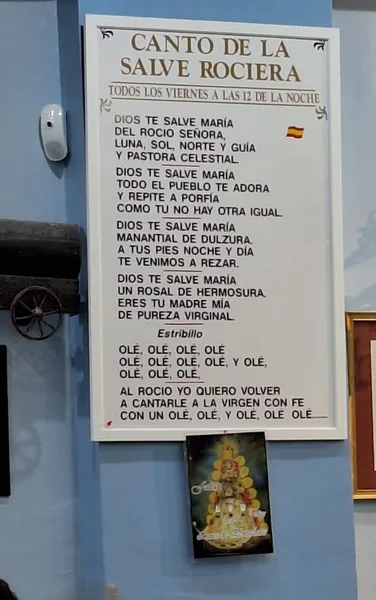 CANTO DE LA
SALVE ROCIERA
TODOS LOS VIERNES A LAS 12 DE LA NOCHE
DIOS TE SALVE MARÍA
DEL ROCIO SEÑORA,
LUNA, SOL, NORTE Y GUÍA
Y PASTORA CELESTIAL.
DIOS TE SALVE MARÍA
TODO EL PUEBLO TE ADORA
Y REPITE A PORFÍA
COMO TU NO HAY OTRA IGUAL.
DIOS TE SALVE MARÍA
MANANTIAL DE DULZURA.
A TUS PIES NOCHE Y DÍA
TE VENIMOS A REZAR.
DIOS TE SALVE MARÍA
UN ROSAL DE HERMOSURA.
ERES TU MADRE MÍA
DE PUREZA VIRGINAL.
Estribillo
OLÉ, OLÉ, OLÉ, OLÉ
OLÉ, OLÉ, OLÉ, OLÉ, Y OLÉ,
OLÉ, OLÉ, OLÉ,
AL ROCIO YO QUIERO VOLVER
A CANTARLE A LA VIRGEN CON FE
CON UN OLÉ, OLÉ, Y OLÉ, OLÉ OLÉ......